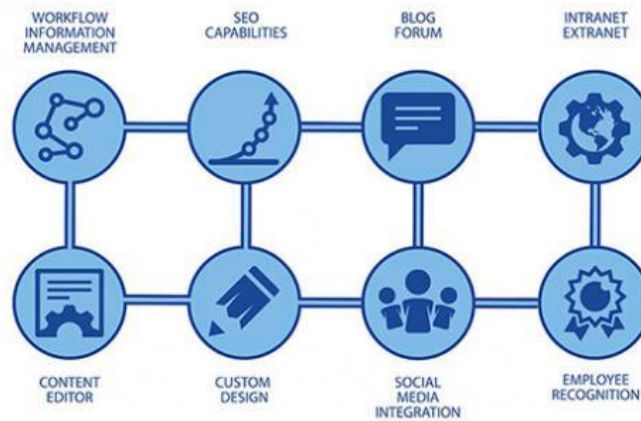 WORKFLOW
INFORMATION
MANAGEMENT
SEO
CAPABILITIES
BLOG
FORUM
INTRANET
EXTRANET
CONTENT
EDITOR
CUSTOM
DESIGN
SOCIAL
MEDIA
INTEGRATION
EMPLOYEE
RECOGNITION